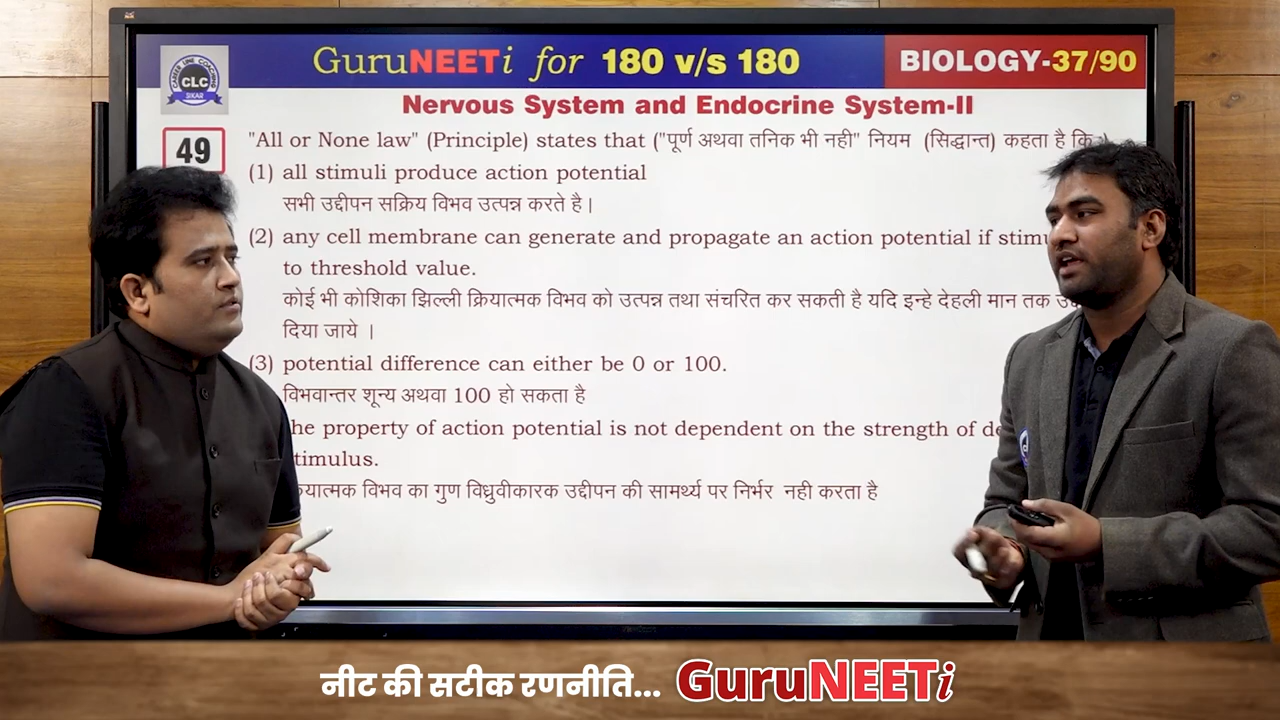 GuruNEETi for 180 v/s 180
BIOLOGY-37/90
CAREER LINE COACHING
CLC
SIKAR
Nervous System and Endocrine System-II
49
"All or None law" (Principle) states that ("पूर्ण अथवा तनिक भी नही" नियम (सिद्धान्त) कहता है कि
(1) all stimuli produce action potential
सभी उद्दीपन सक्रिय विभव उत्पन्न करते है।
(2) any cell membrane can generate and propagate an action potential if
to threshold value.
कोई भी कोशिका झिल्ली क्रियात्मक विभव को उत्पन्न तथा संचरित कर सकती है यदि इन्हे देहली मान तक
दिया जाये ।
(3) potential difference can either be 0 or 100.
विभवान्तर शून्य अथवा 100 हो सकता है
the property of action potential is not dependent on the strength of
stimulus.
क्रियात्मक विभव का गुण विध्रुवीकारक उद्दीपन की सामर्थ्य पर निर्भर नही करता है
नीट की सटीक रणनीति... GuruNEETi